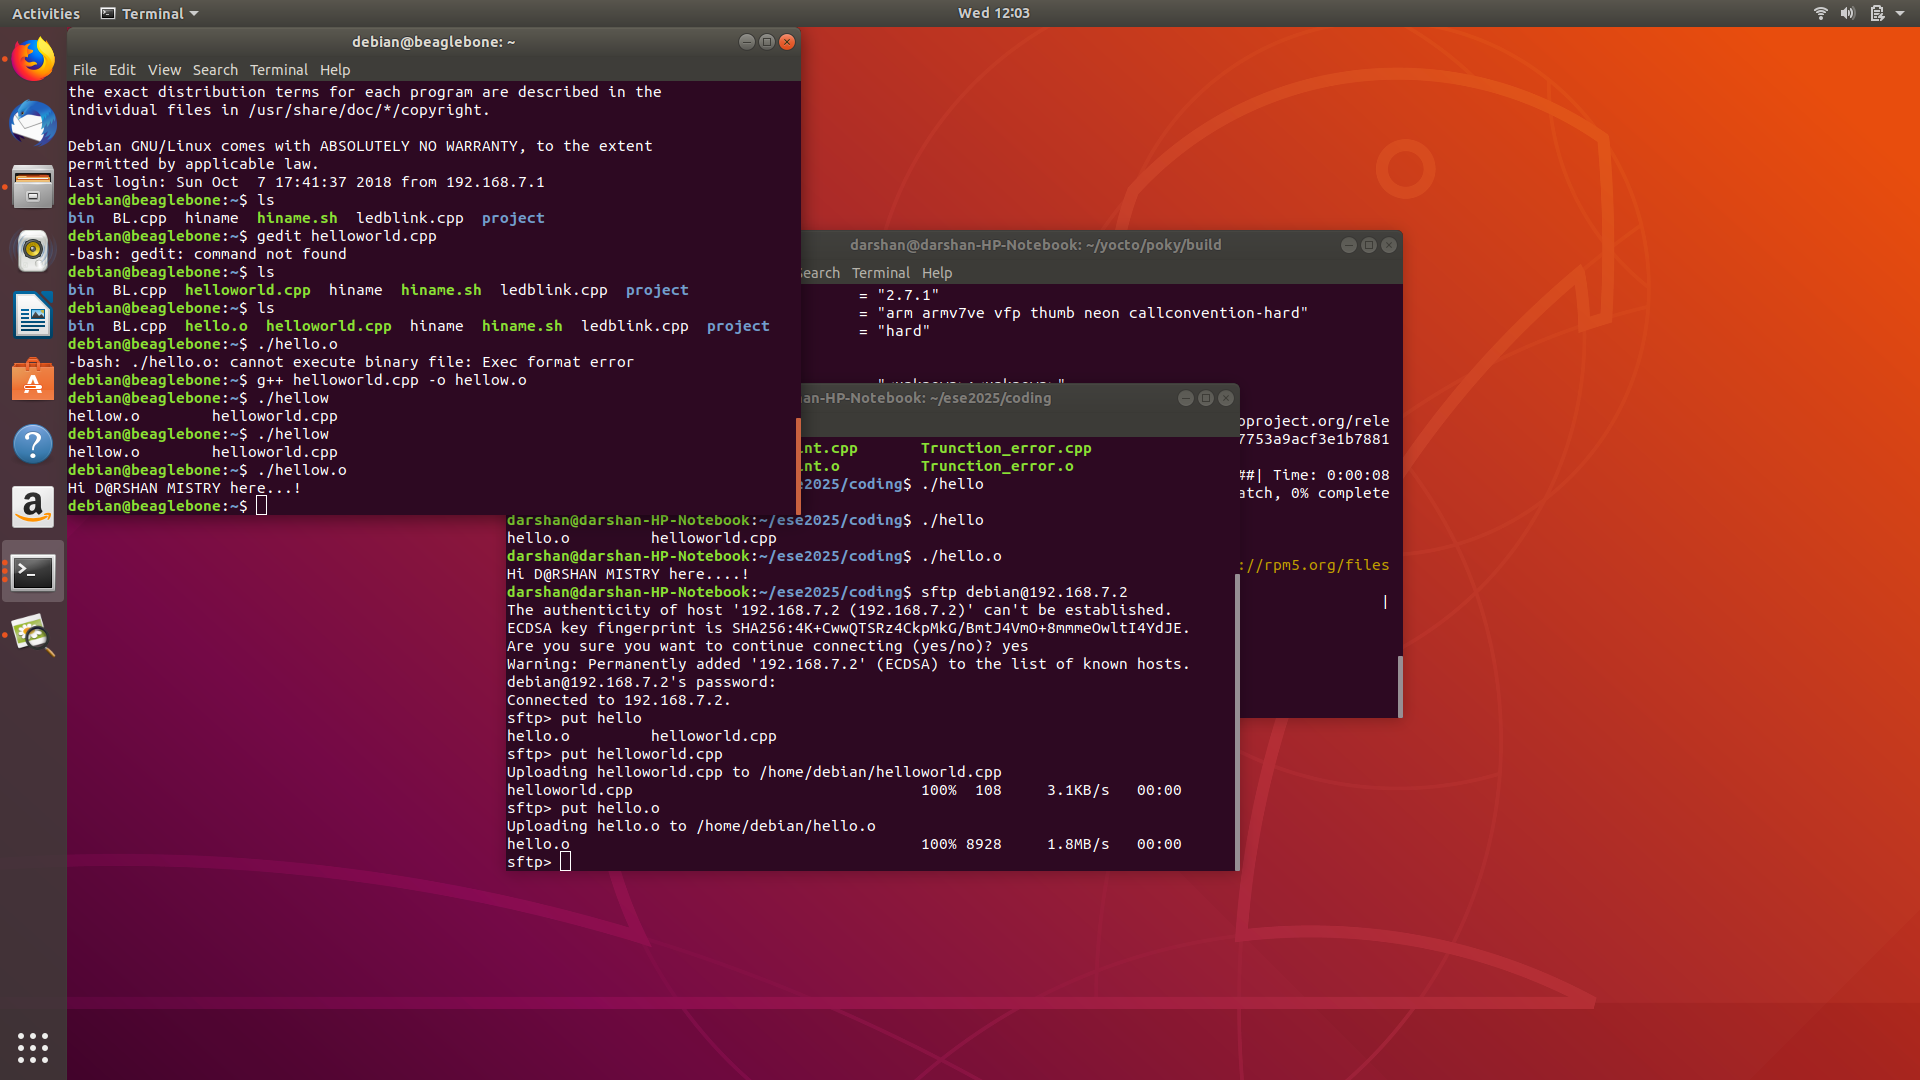 Activities Terminal Wed 12:03
debian@beaglebone: ~
File Edit View Search Terminal Help
the exact distribution terms for each program are described in the
individual files in /usr/share/doc/*/copyright.
Debian GNU/Linux comes with ABSOLUTELY NO WARRANTY, to the extent
permitted by applicable law.
Last login: Sun Oct  7 17:41:37 2018 from 192.168.7.1
debian@beaglebone:~$ ls
bin  BL.cpp  hiname  hiname.sh  ledblink.cpp  project
debian@beaglebone:~$ gedit helloworld.cpp
-bash: gedit: command not found
debian@beaglebone:~$ ls
bin  BL.cpp  helloworld.cpp  hiname  hiname.sh  ledblink.cpp  project
debian@beaglebone:~$ ls
bin  BL.cpp  hello.o  helloworld.cpp  hiname  hiname.sh  ledblink.cpp  project
debian@beaglebone:~$ ./hello.o
-bash: ./hello.o: cannot execute binary file: Exec format error
debian@beaglebone:~$ g++ helloworld.cpp -o hellow.o
debian@beaglebone:~$ ./hellow
hellow.o        helloworld.cpp
debian@beaglebone:~$ ./hellow
hellow.o        helloworld.cpp
debian@beaglebone:~$ ./hellow.o
Hi D@RSHAN MISTRY here...!
debian@beaglebone:~$
darshan@darshan-HP-Notebook: ~/yocto/poky/build
earch Terminal Help
= "2.7.1"
= "arm armv7ve vfp thumb neon callconvention-hard"
= "hard"
oproject.org/rele
7753a9acf3e1b7881
##| Time: 0:00:08
atch, 0% complete
://rpm5.org/files
|
an-HP-Notebook: ~/ese2025/coding
nt.cpp       Trunction_error.cpp
nt.o         Trunction_error.o
e2025/coding$ ./hello
darshan@darshan-HP-Notebook:~/ese2025/coding$ ./hello
hello.o         helloworld.cpp
darshan@darshan-HP-Notebook:~/ese2025/coding$ ./hello.o
Hi D@RSHAN MISTRY here....!
darshan@darshan-HP-Notebook:~/ese2025/coding$ sftp debian@192.168.7.2
The authenticity of host '192.168.7.2 (192.168.7.2)' can't be established.
ECDSA key fingerprint is SHA256:4K+CwwQTSRz4CkpMkG/BmtJ4VmO+8mmmeOwltI4YdJE.
Are you sure you want to continue connecting (yes/no)? yes
Warning: Permanently added '192.168.7.2' (ECDSA) to the list of known hosts.
debian@192.168.7.2's password:
Connected to 192.168.7.2.
sftp> put hello
hello.o         helloworld.cpp
sftp> put helloworld.cpp
Uploading helloworld.cpp to /home/debian/helloworld.cpp
helloworld.cpp                                100%  108     3.1KB/s   00:00
sftp> put hello.o
Uploading hello.o to /home/debian/hello.o
hello.o                                       100% 8928     1.8MB/s   00:00
sftp>